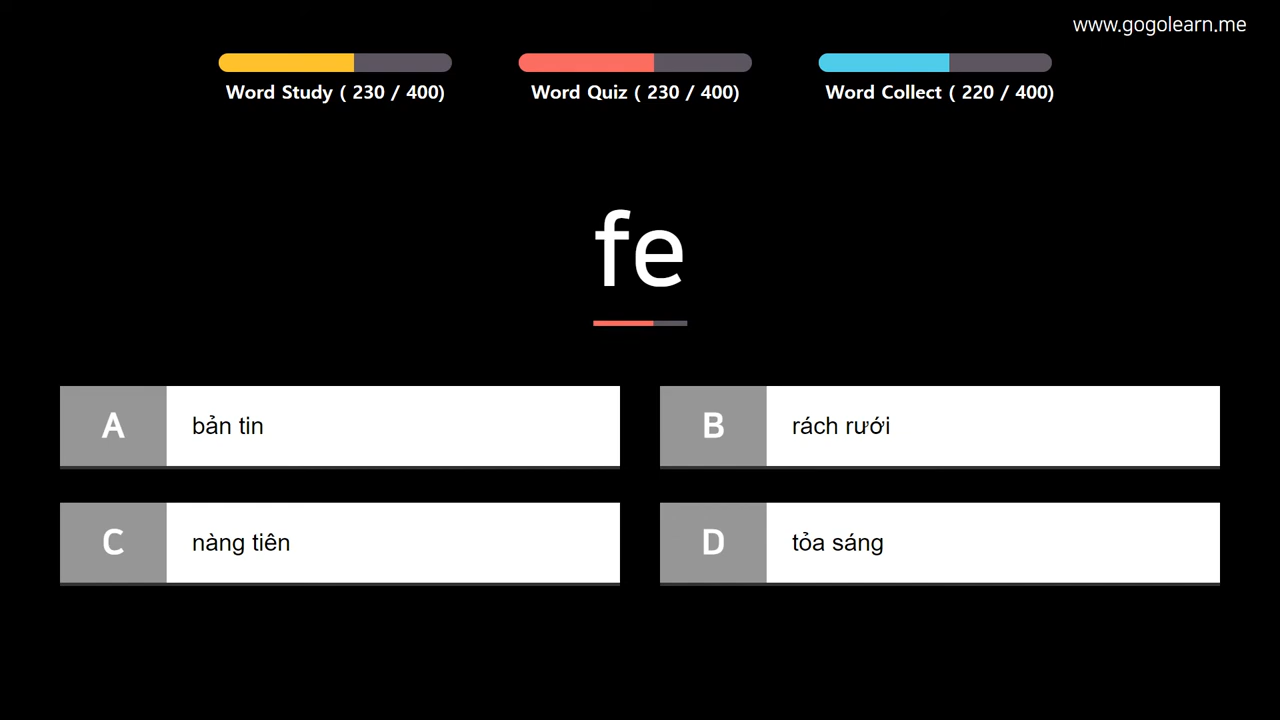 www.gogolearn.me
Word Study ( 230 / 400)
Word Quiz ( 230 / 400)
Word Collect ( 220 / 400)
fe
A bản tin
B rách rưới
C nàng tiên
D tỏa sáng